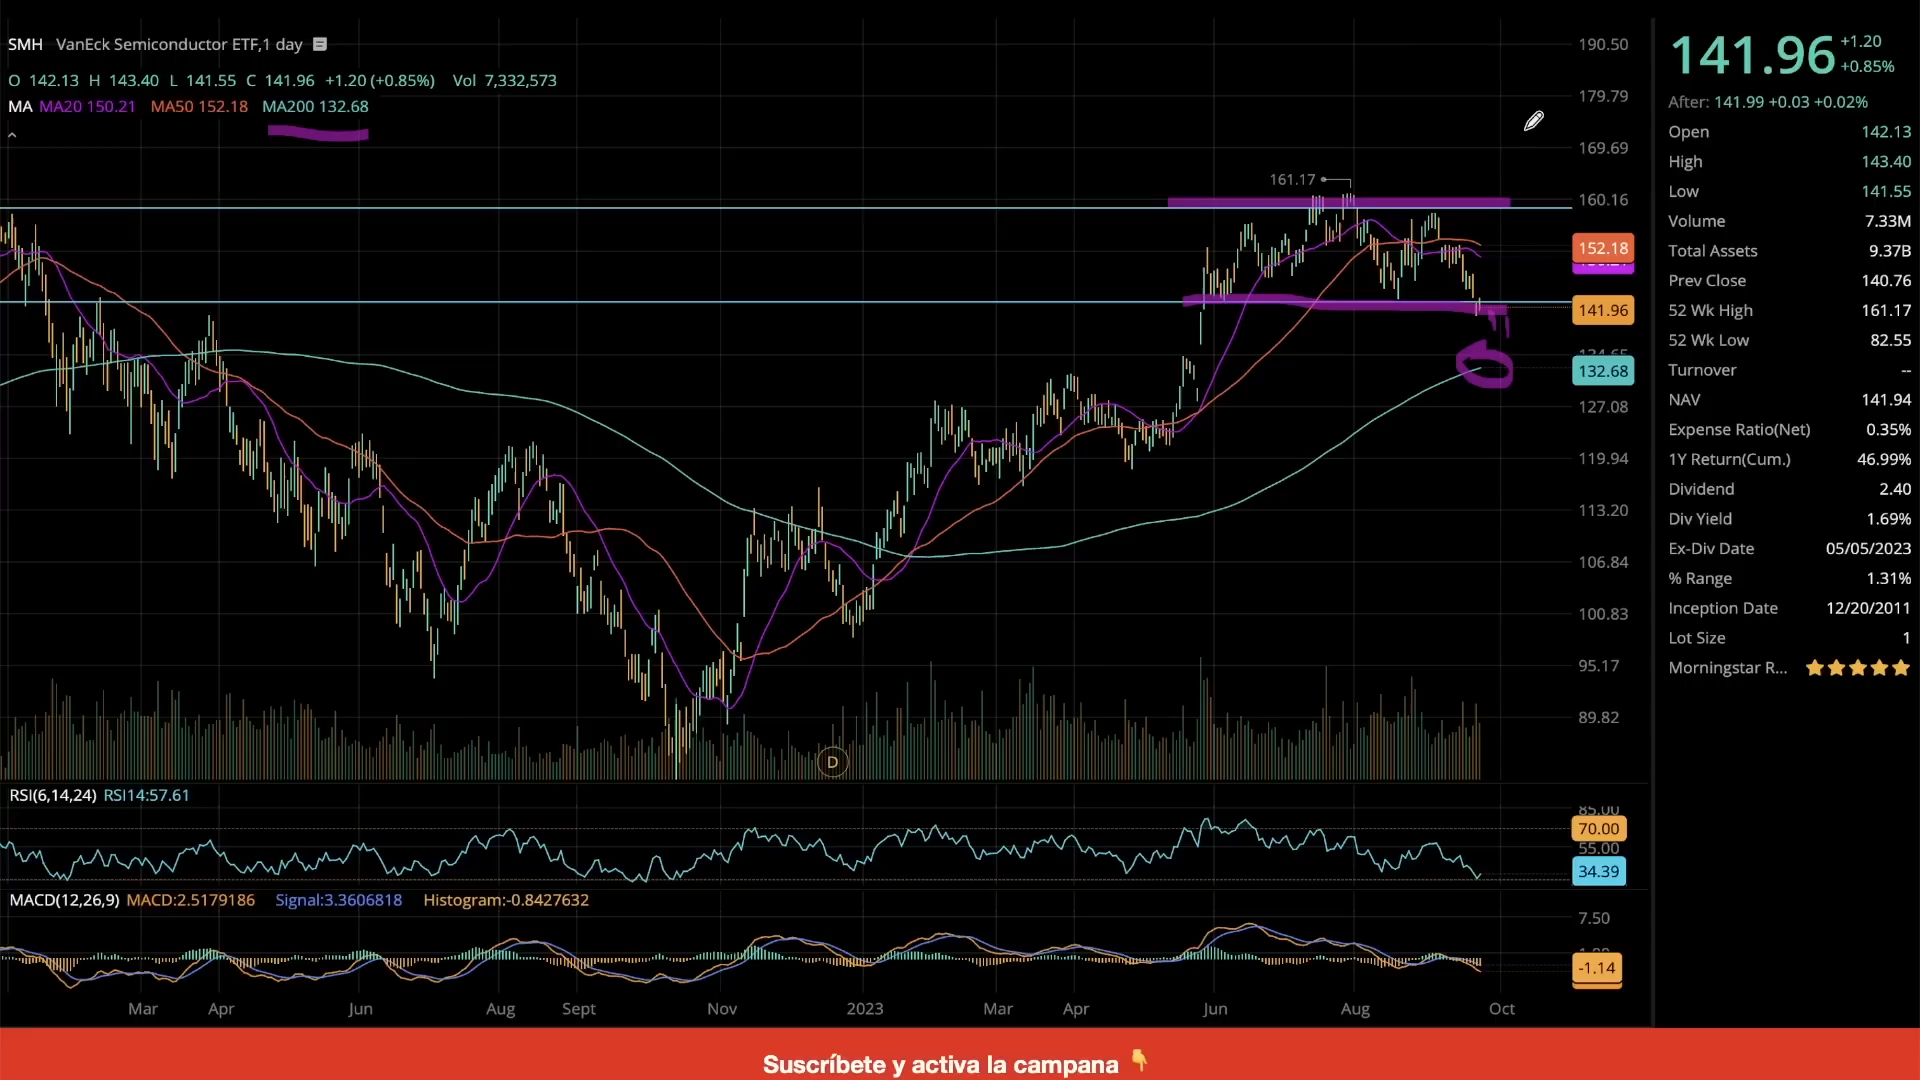 SMH VanEck Semiconductor ETF,1 day
O 142.13 H 143.40 L 141.55 C 141.96 +1.20 (+0.85%) Vol 7,332,573
MA MA20 150.21 MA50 152.18 MA200 132.68
161.17
190.50
179.79
169.69
160.16
152.18
141.96
134.65
132.68
127.08
119.94
113.20
106.84
100.83
95.17
89.82
D
RSI(6,14,24) RSI14:57.61
85.00
70.00
55.00
34.39
MACD(12,26,9) MACD:2.5179186 Signal:3.3606818 Histogram:-0.8427632
7.50
-1.14
Mar Apr Jun Aug Sept Nov 2023 Mar Apr Jun Aug Oct
141.96 +1.20
+0.85%
After: 141.99 +0.03 +0.02%
Open 142.13
High 143.40
Low 141.55
Volume 7.33M
Total Assets 9.37B
Prev Close 140.76
52 Wk High 161.17
52 Wk Low 82.55
Turnover --
NAV 141.94
Expense Ratio(Net) 0.35%
1Y Return(Cum.) 46.99%
Dividend 2.40
Div Yield 1.69%
Ex-Div Date 05/05/2023
% Range 1.31%
Inception Date 12/20/2011
Lot Size 1
Morningstar R...
Suscríbete y activa la campana 👇